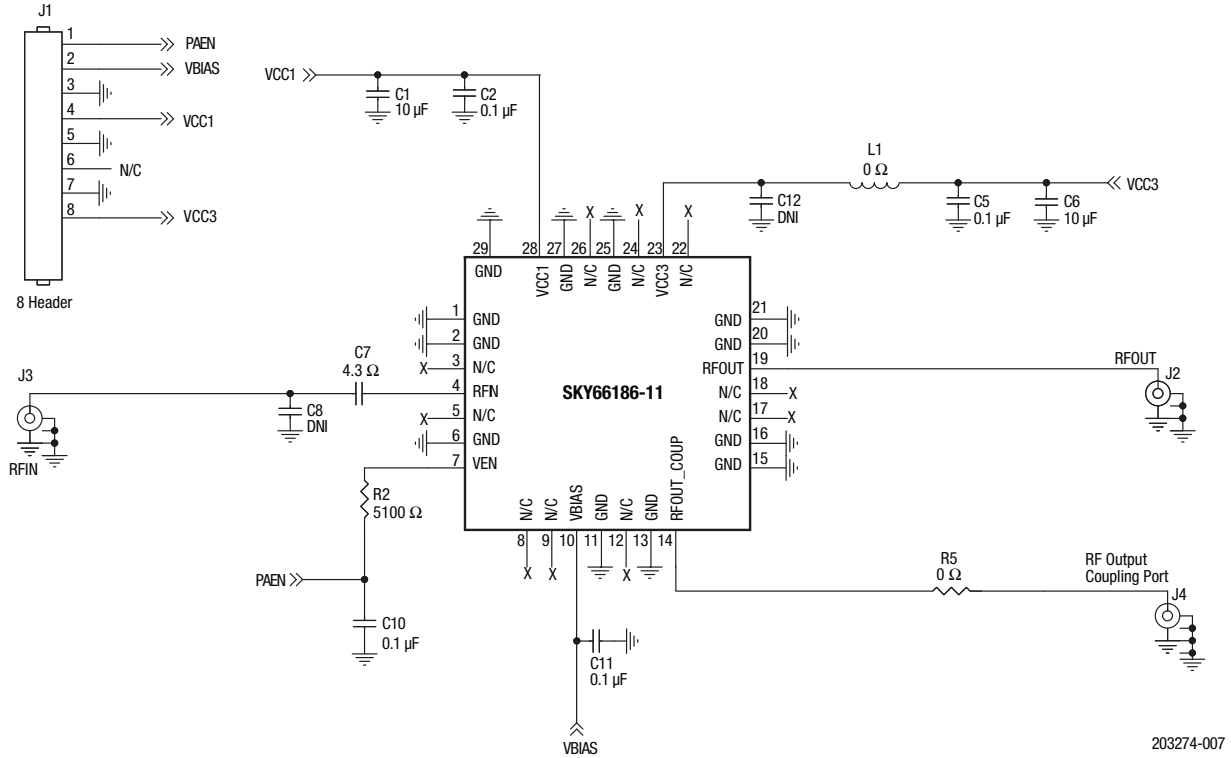 J1
1
PAEN
2
VBIAS
3
4
VCC1
5
6
N/C
7
8
VCC3
8 Header
VCC1
C1
10 µF
C2
0.1 µF
L1
0 Ω
VCC3
C12
DNI
C5
0.1 µF
C6
10 µF
29 28 27 26 25 24 23 22
X X X
GND VCC1 GND N/C GND N/C VCC3 N/C
1 GND
2 GND
X 3 N/C
4 RFIN
X 5 N/C
6 GND
7 VEN
SKY66186-11
GND 21
GND 20
RFOUT 19
N/C 18 X
N/C 17 X
GND 16
GND 15
N/C N/C VBIAS GND N/C GND RFOUT_COUP
8 9 10 11 12 13 14
X X X
J3
RFIN
C8
DNI
C7
4.3 Ω
R2
5100 Ω
PAEN
C10
0.1 µF
C11
0.1 µF
VBIAS
RFOUT
J2
R5
0 Ω
RF Output
Coupling Port
J4
203274-007